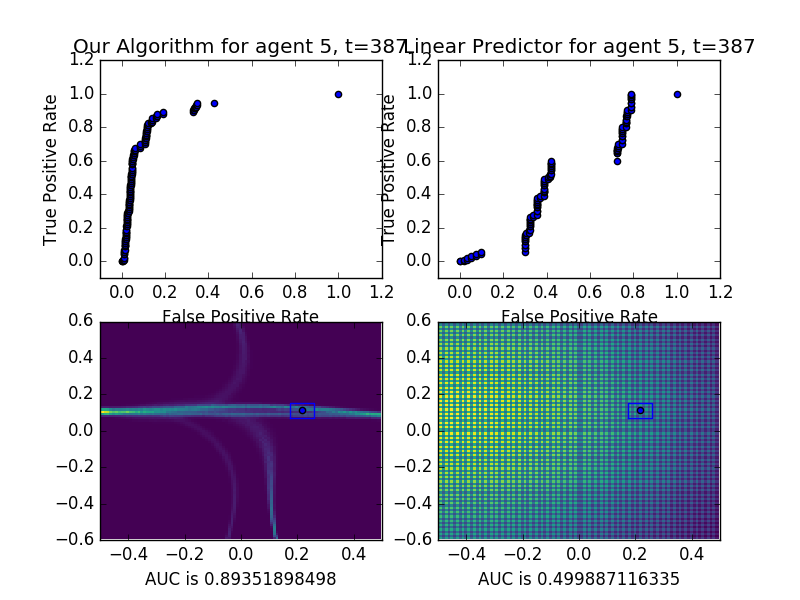 Our Algorithm for agent 5, t=387
Linear Predictor for agent 5, t=387
1.2
1.0
0.8
0.6
0.4
0.2
0.0
True Positive Rate
0.0 0.2 0.4 0.6 0.8 1.0 1.2
False Positive Rate
1.2
1.0
0.8
0.6
0.4
0.2
0.0
True Positive Rate
0.0 0.2 0.4 0.6 0.8 1.0 1.2
False Positive Rate
0.6
0.4
0.2
0.0
−0.2
−0.4
−0.6
−0.4 −0.2 0.0 0.2 0.4
AUC is 0.89351898498
0.6
0.4
0.2
0.0
−0.2
−0.4
−0.6
−0.4 −0.2 0.0 0.2 0.4
AUC is 0.499887116335